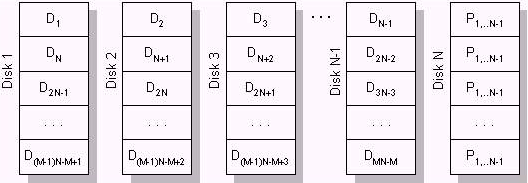 D1 D2 D3 · · · DN-1 P1,..N-1
DN DN+1 DN+2 D2N-2 P1,..N-1
D2N-1 D2N D2N+1 D3N-3 P1,..N-1
. . . . . . . . . . . . . . .
D(M-1)N-M+1 D(M-1)N-M+2 D(M-1)N-M+3 DMN-M P1,..N-1
Disk 1
Disk 2
Disk 3
Disk N-1
Disk N